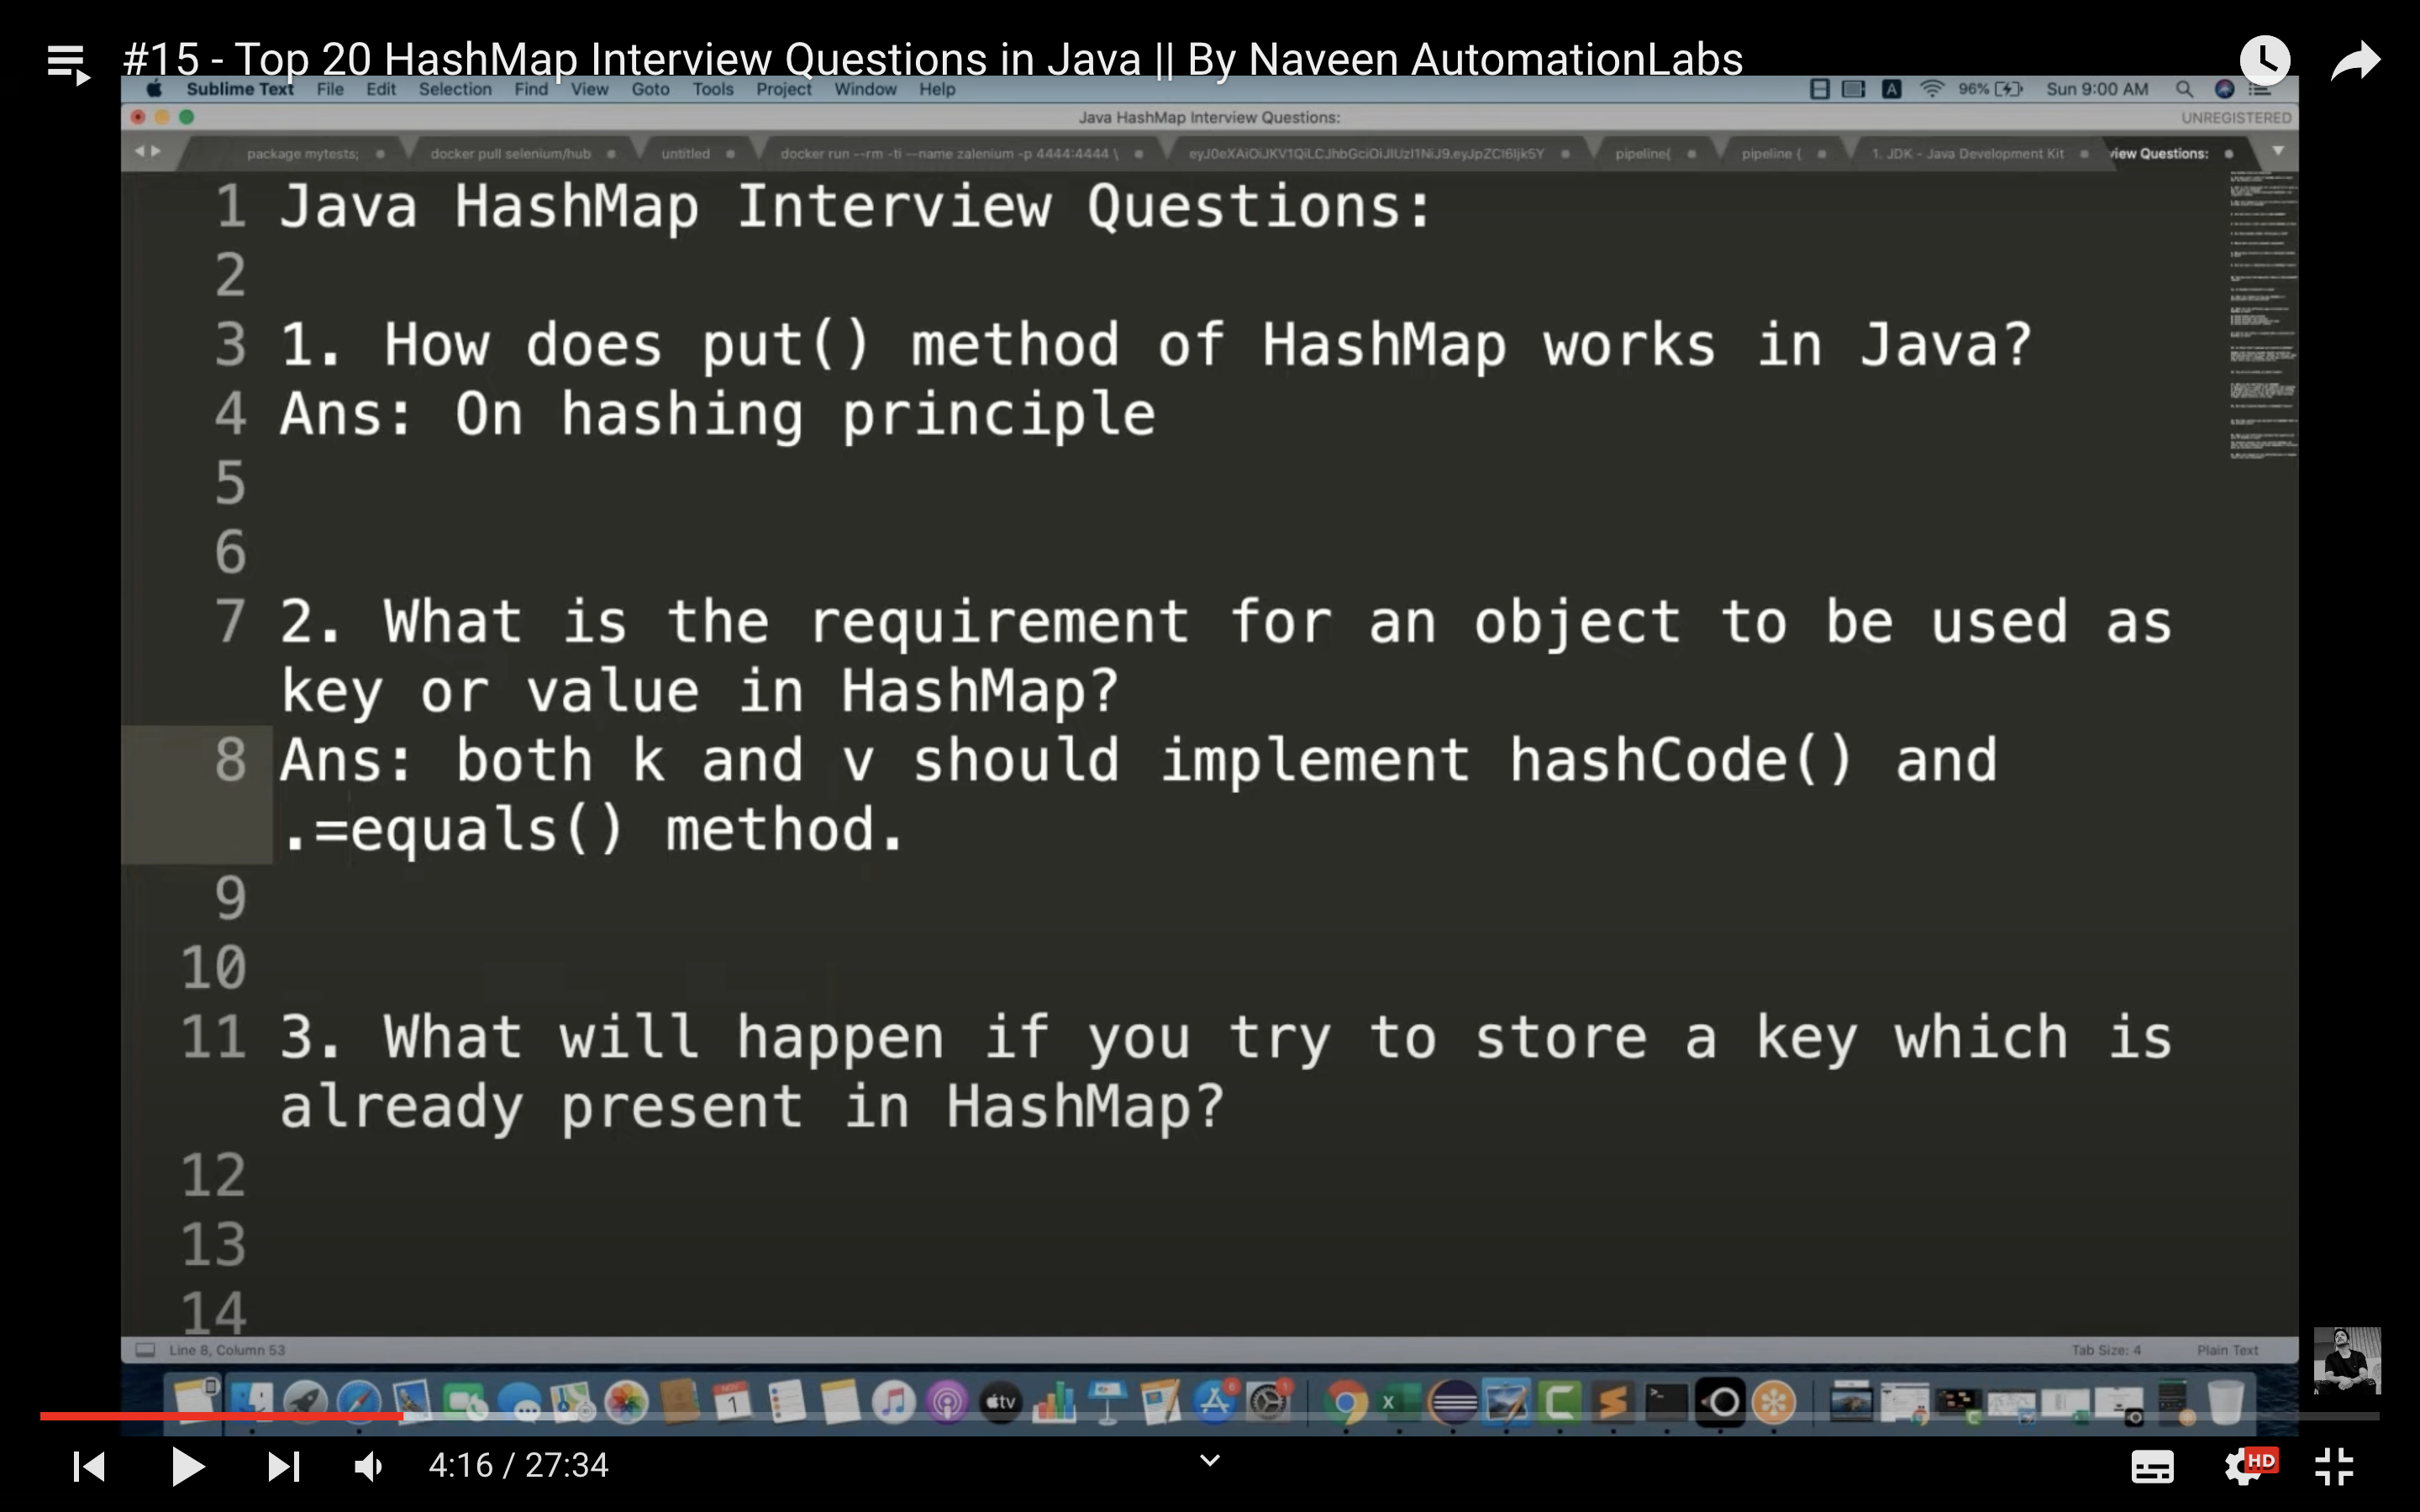 #15 - Top 20 HashMap Interview Questions in Java || By Naveen AutomationLabs
Sublime Text File Edit Selection Find View Goto Tools Project Window Help A 96% Sun 9:00 AM
Java HashMap Interview Questions: UNREGISTERED
package mytests; docker pull selenium/hub untitled docker run --rm -ti --name zalenium -p 4444:4444 \ pipeline{ pipeline { 1. JDK - Java Development Kit view Questions:
1 Java HashMap Interview Questions:
2
3 1. How does put() method of HashMap works in Java?
4 Ans: On hashing principle
5
6
7 2. What is the requirement for an object to be used as
key or value in HashMap?
8 Ans: both k and v should implement hashCode() and
.=equals() method.
9
10
11 3. What will happen if you try to store a key which is
already present in HashMap?
12
13
14
Line 8, Column 53 Tab Size: 4 Plain Text
NOV
1
tv
4:16 / 27:34 HD